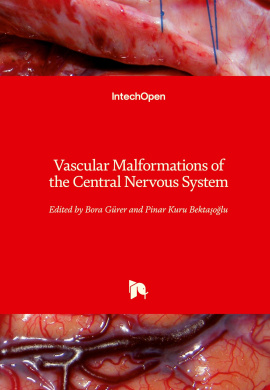 IntechOpen
Vascular Malformations of
the Central Nervous System
Edited by Bora Gürer and Pinar Kuru Bektaşoğlu